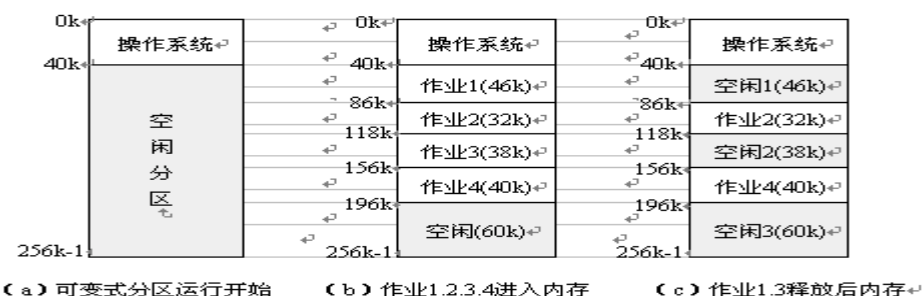 0k
操作系统
40k
空
闲
分
区
256k-1
(a)可变式分区运行开始
0k
操作系统
40k
作业1(46k)
86k
作业2(32k)
118k
作业3(38k)
156k
作业4(40k)
196k
空闲(60k)
256k-1
(b)作业1.2.3.4进入内存
0k
操作系统
40k
空闲1(46k)
86k
作业2(32k)
118k
空闲2(38k)
156k
作业4(40k)
196k
空闲3(60k)
256k-1
(c)作业1.3释放后内存